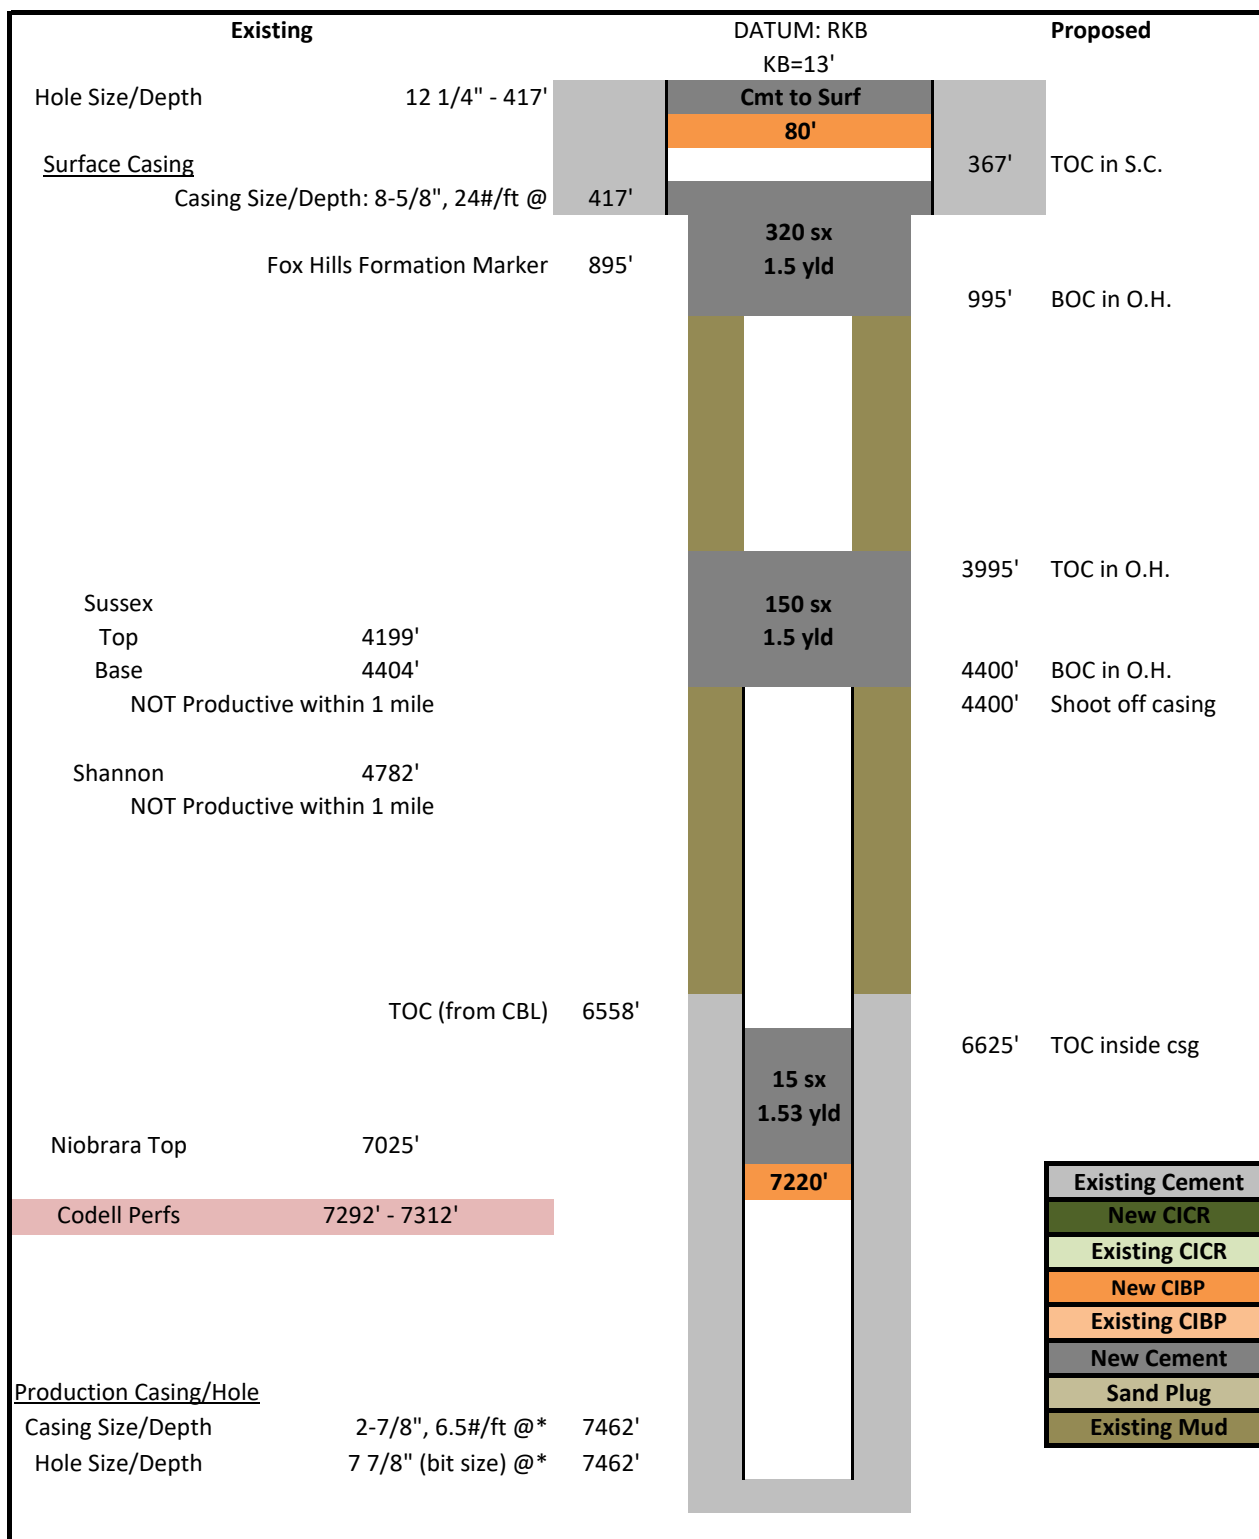 Existing DATUM: RKB Proposed
KB=13'
Hole Size/Depth 12 1/4" - 417' Cmt to Surf
80'
Surface Casing 367' TOC in S.C.
Casing Size/Depth: 8-5/8", 24#/ft @ 417'
320 sx
Fox Hills Formation Marker 895' 1.5 yld
995' BOC in O.H.
3995' TOC in O.H.
Sussex 150 sx
Top 4199' 1.5 yld
Base 4404' 4400' BOC in O.H.
NOT Productive within 1 mile 4400' Shoot off casing
Shannon 4782'
NOT Productive within 1 mile
TOC (from CBL) 6558'
6625' TOC inside csg
15 sx
1.53 yld
Niobrara Top 7025'
7220' Existing Cement
Codell Perfs 7292' - 7312' New CICR
Existing CICR
New CIBP
Existing CIBP
New Cement
Production Casing/Hole Sand Plug
Casing Size/Depth 2-7/8", 6.5#/ft @* 7462' Existing Mud
Hole Size/Depth 7 7/8" (bit size) @* 7462'